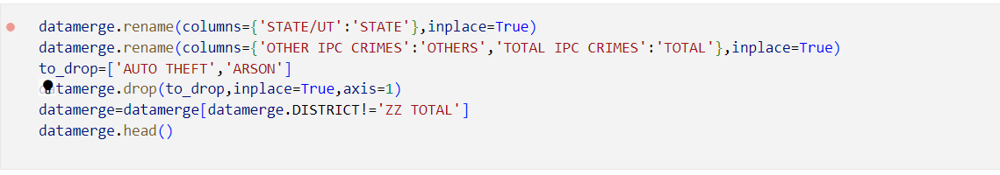 datamerge.rename(columns={'STATE/UT':'STATE'},inplace=True)
datamerge.rename(columns={'OTHER IPC CRIMES':'OTHERS','TOTAL IPC CRIMES':'TOTAL'},inplace=True)
to_drop=['AUTO THEFT','ARSON']
datamerge.drop(to_drop,inplace=True,axis=1)
datamerge=datamerge[datamerge.DISTRICT!='ZZ TOTAL']
datamerge.head()